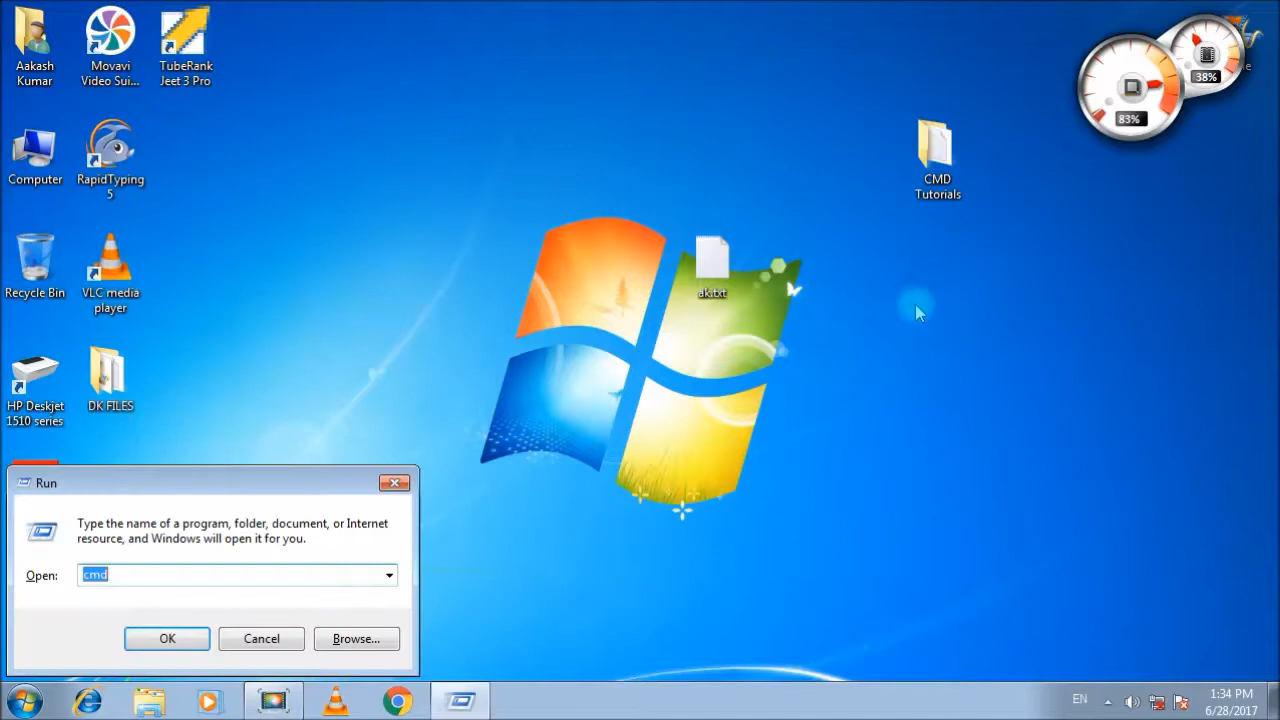 Aakash
Kumar
Movavi
Video Sui...
TubeRank
Jeet 3 Pro
Computer
RapidTyping
5
Recycle Bin
VLC media
player
HP Deskjet
1510 series
DK FILES
ak.txt
CMD
Tutorials
38%
83%
e
Run
Type the name of a program, folder, document, or Internet
resource, and Windows will open it for you.
Open:
cmd
OK
Cancel
Browse...
EN
1:34 PM
6/28/2017